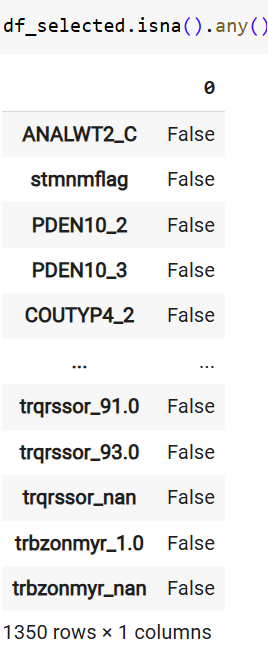 df_selected.isna().any()
0
ANALWT2_C False
stmnmflag False
PDEN10_2 False
PDEN10_3 False
COUTYP4_2 False
... ...
trqrssor_91.0 False
trqrssor_93.0 False
trqrssor_nan False
trbzonmyr_1.0 False
trbzonmyr_nan False
1350 rows × 1 columns